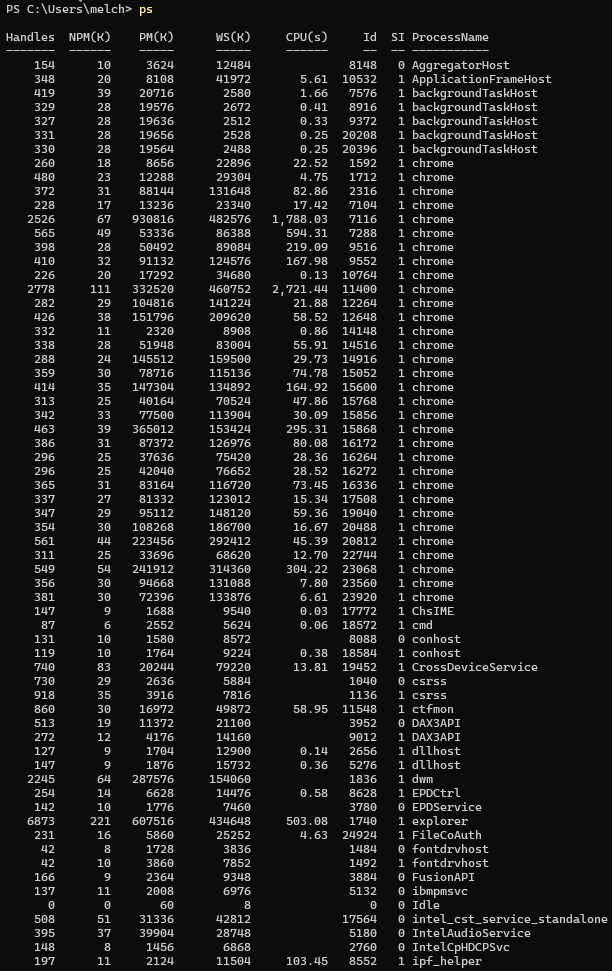 PS C:\Users\melch> ps
Handles NPM(K) PM(K) WS(K) CPU(s) Id SI ProcessName
------- ------ ----- ----- ------ -- -- -----------
154 10 3624 12484 8148 0 AggregatorHost
348 20 8108 41972 5.61 10532 1 ApplicationFrameHost
419 39 20716 2580 1.66 7576 1 backgroundTaskHost
329 28 19576 2672 0.41 8916 1 backgroundTaskHost
327 28 19636 2512 0.33 9372 1 backgroundTaskHost
331 28 19656 2528 0.25 20208 1 backgroundTaskHost
330 28 19564 2488 0.25 20396 1 backgroundTaskHost
260 18 8656 22896 22.52 1592 1 chrome
480 23 12288 29304 4.75 1712 1 chrome
372 31 88144 131648 82.86 2316 1 chrome
228 17 13236 23340 17.42 7104 1 chrome
2526 67 930816 482576 1,788.03 7116 1 chrome
565 49 53336 86388 594.31 7288 1 chrome
398 28 50492 89084 219.09 9516 1 chrome
410 32 91132 124576 167.98 9552 1 chrome
226 20 17292 34680 0.13 10764 1 chrome
2778 111 332520 460752 2,721.44 11400 1 chrome
282 29 104816 141224 21.88 12264 1 chrome
426 38 151796 209620 58.52 12648 1 chrome
332 11 2320 8908 0.86 14148 1 chrome
338 28 51948 83004 55.91 14516 1 chrome
288 24 145512 159500 29.73 14916 1 chrome
359 30 78716 115136 74.78 15052 1 chrome
414 35 147304 134892 164.92 15600 1 chrome
313 25 40164 70524 47.86 15768 1 chrome
342 33 77500 113904 30.09 15856 1 chrome
463 39 365012 153424 295.31 15868 1 chrome
386 31 87372 126976 80.08 16172 1 chrome
296 25 37636 75420 28.36 16264 1 chrome
296 25 42040 76652 28.52 16272 1 chrome
365 31 83164 116720 73.45 16336 1 chrome
337 27 81332 123012 15.34 17508 1 chrome
347 29 95112 148120 59.36 19040 1 chrome
354 30 108268 186700 16.67 20488 1 chrome
561 44 223456 292412 45.39 20812 1 chrome
311 25 33696 68620 12.70 22744 1 chrome
549 54 241912 314360 304.22 23068 1 chrome
356 30 94668 131088 7.80 23560 1 chrome
381 30 72396 133876 6.61 23920 1 chrome
147 9 1688 9540 0.03 17772 1 ChsIME
87 6 2552 5624 0.06 18572 1 cmd
131 10 1580 8572 8088 0 conhost
119 10 1764 9224 0.38 18584 1 conhost
740 83 20244 79220 13.81 19452 1 CrossDeviceService
730 29 2636 5884 1040 0 csrss
918 35 3916 7816 1136 1 csrss
860 30 16972 49872 58.95 11548 1 ctfmon
513 19 11372 21100 3952 0 DAX3API
272 12 4176 14160 9012 1 DAX3API
127 9 1704 12900 0.14 2656 1 dllhost
147 9 1876 15732 0.36 5276 1 dllhost
2245 64 287576 154060 1836 1 dwm
254 14 6628 14476 0.58 8628 1 EPDCtrl
142 10 1776 7460 3780 0 EPDService
6873 221 607516 434648 503.08 1740 1 explorer
231 16 5860 25252 4.63 24924 1 FileCoAuth
42 8 1728 3836 1484 0 fontdrvhost
42 10 3860 7852 1492 1 fontdrvhost
166 9 2364 9348 3884 0 FusionAPI
137 11 2008 6976 5132 0 ibmpmsvc
0 0 60 8 0 0 Idle
508 51 31336 42812 17564 0 intel_cst_service_standalone
395 37 39904 28748 5180 0 IntelAudioService
148 8 1456 6868 2760 0 IntelCpHDCPSvc
197 11 2124 11504 103.45 8552 1 ipf_helper